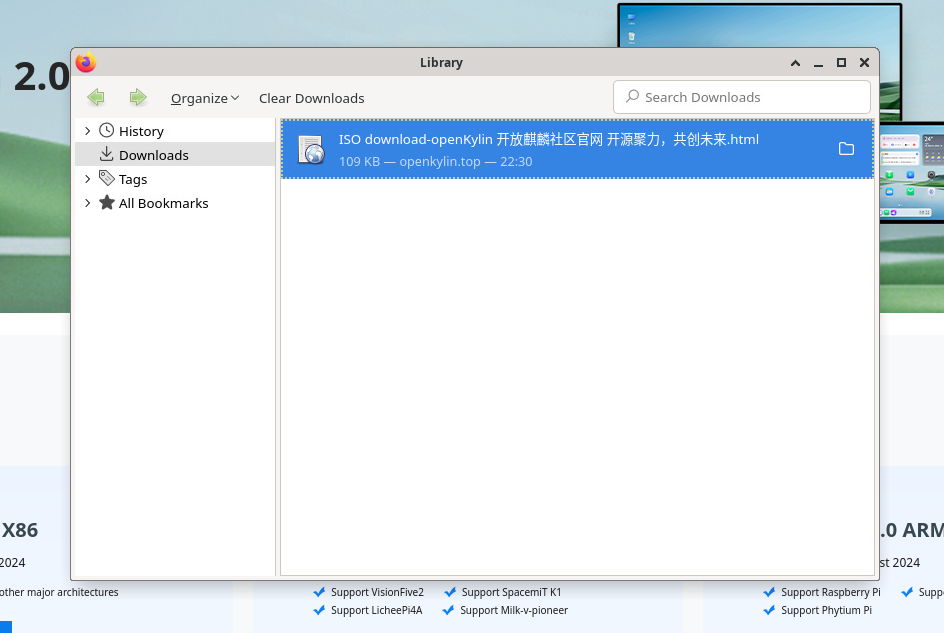 2.0
Library
Organize
Clear Downloads
Search Downloads
History
Downloads
Tags
All Bookmarks
ISO download-openKylin 开放麒麟社区官网 开源聚力，共创未来.html
109 KB — openkylin.top — 22:30
X86
.0 ARM
2024
st 2024
other major architectures
Support VisionFive2
Support SpacemiT K1
Support Raspberry Pi
Supp
Support LicheePi4A
Support Milk-v-pioneer
Support Phytium Pi